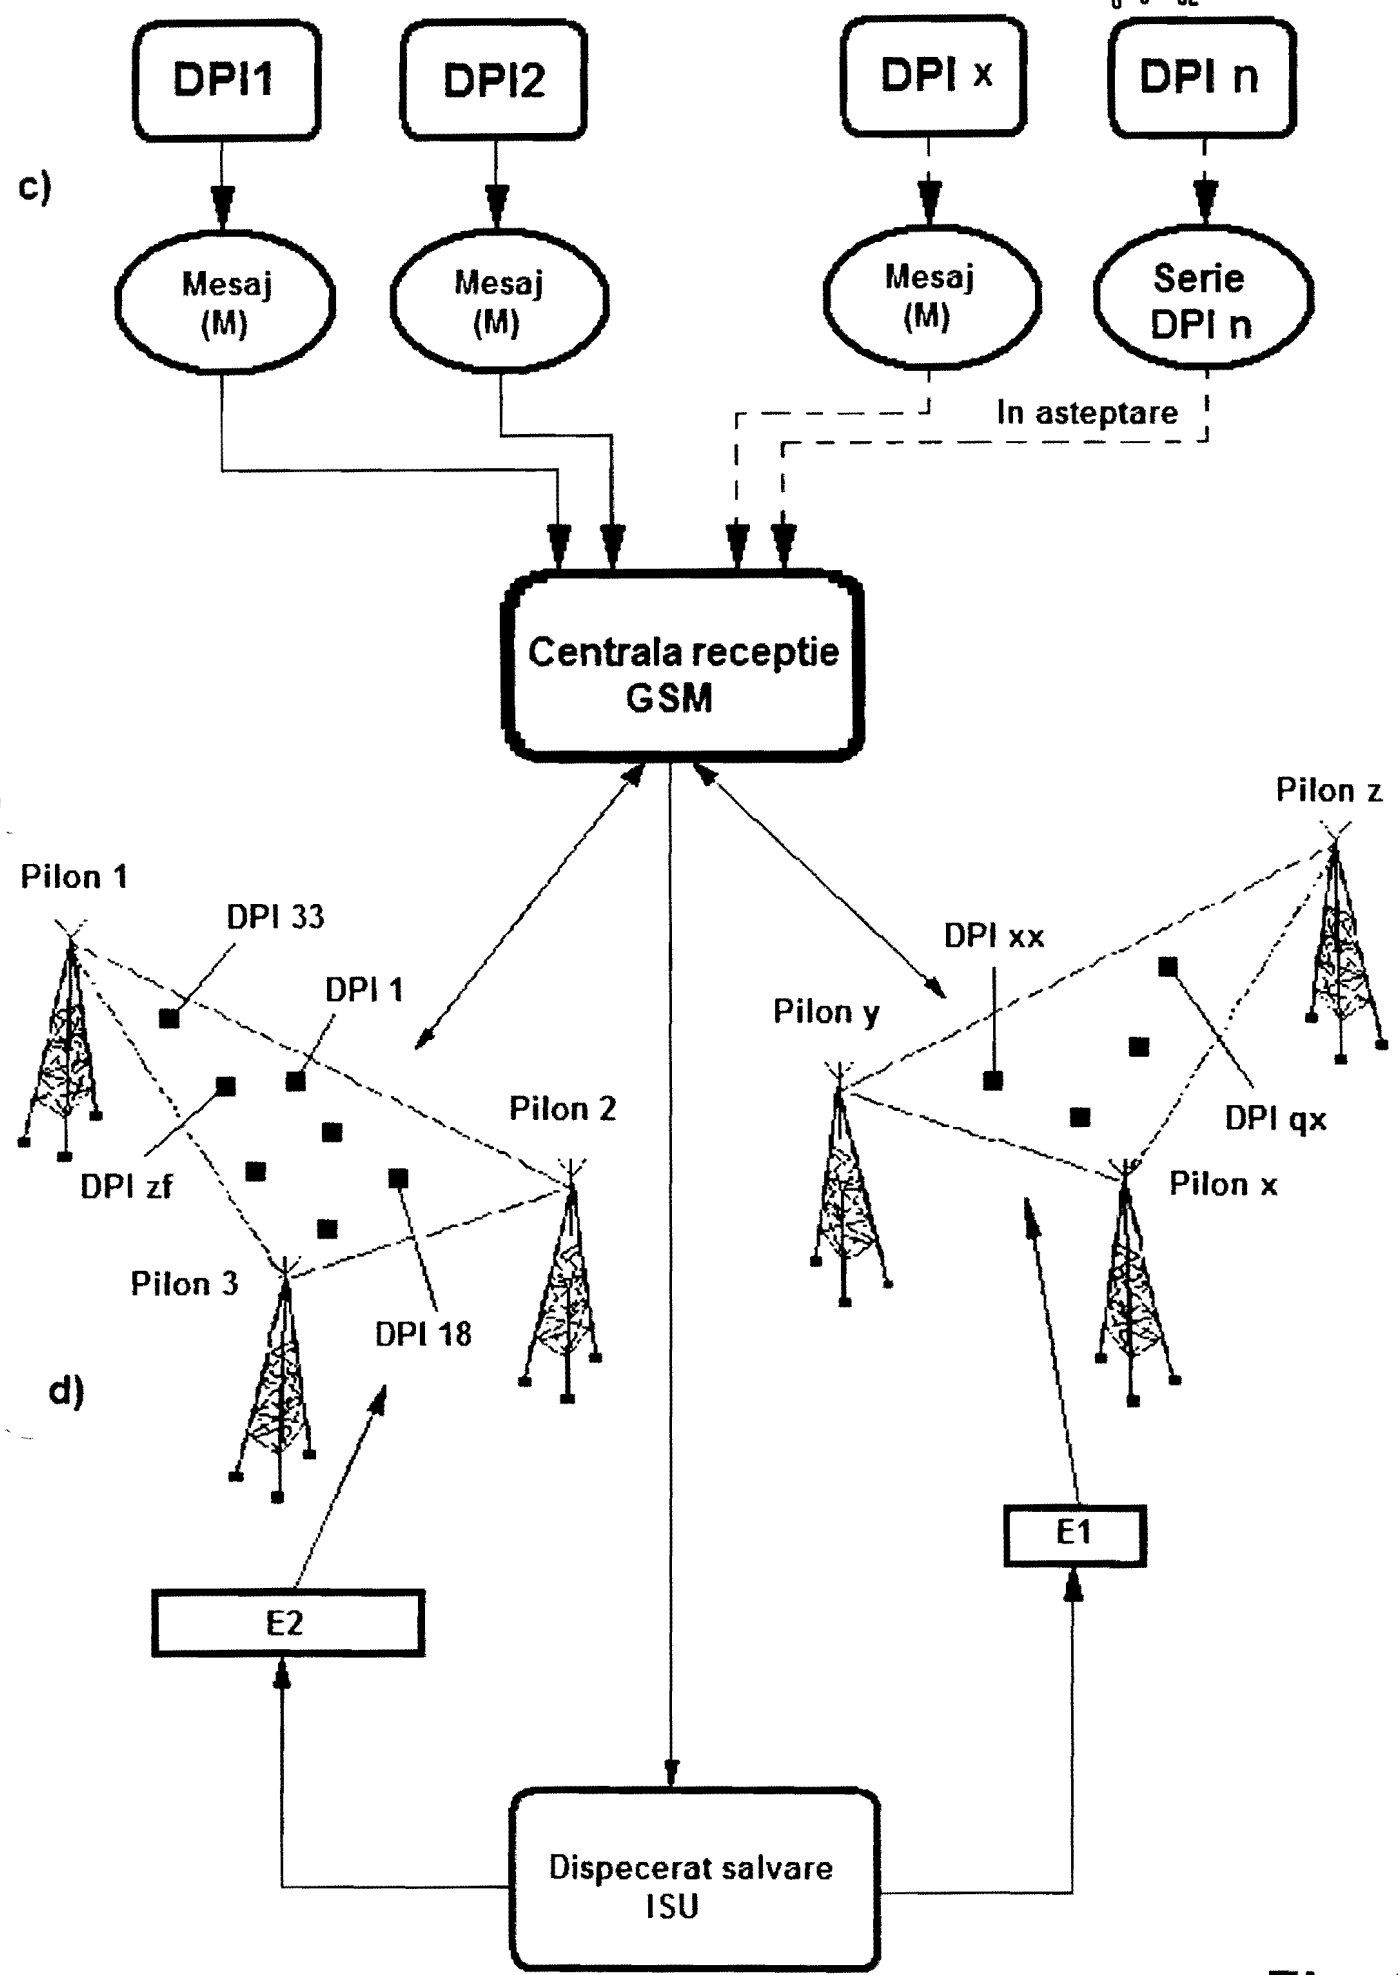 DPI1
DPI2
DPI x
DPI n
c)
Mesaj
(M)
Mesaj
(M)
Mesaj
(M)
Serie
DPI n
In asteptare
Centrala receptie
GSM
Pilon z
Pilon 1
DPI 33
DPI xx
DPI 1
Pilon y
Pilon 2
DPI qx
DPI zf
Pilon x
Pilon 3
DPI 18
d)
E1
E2
Dispecerat salvare
ISU